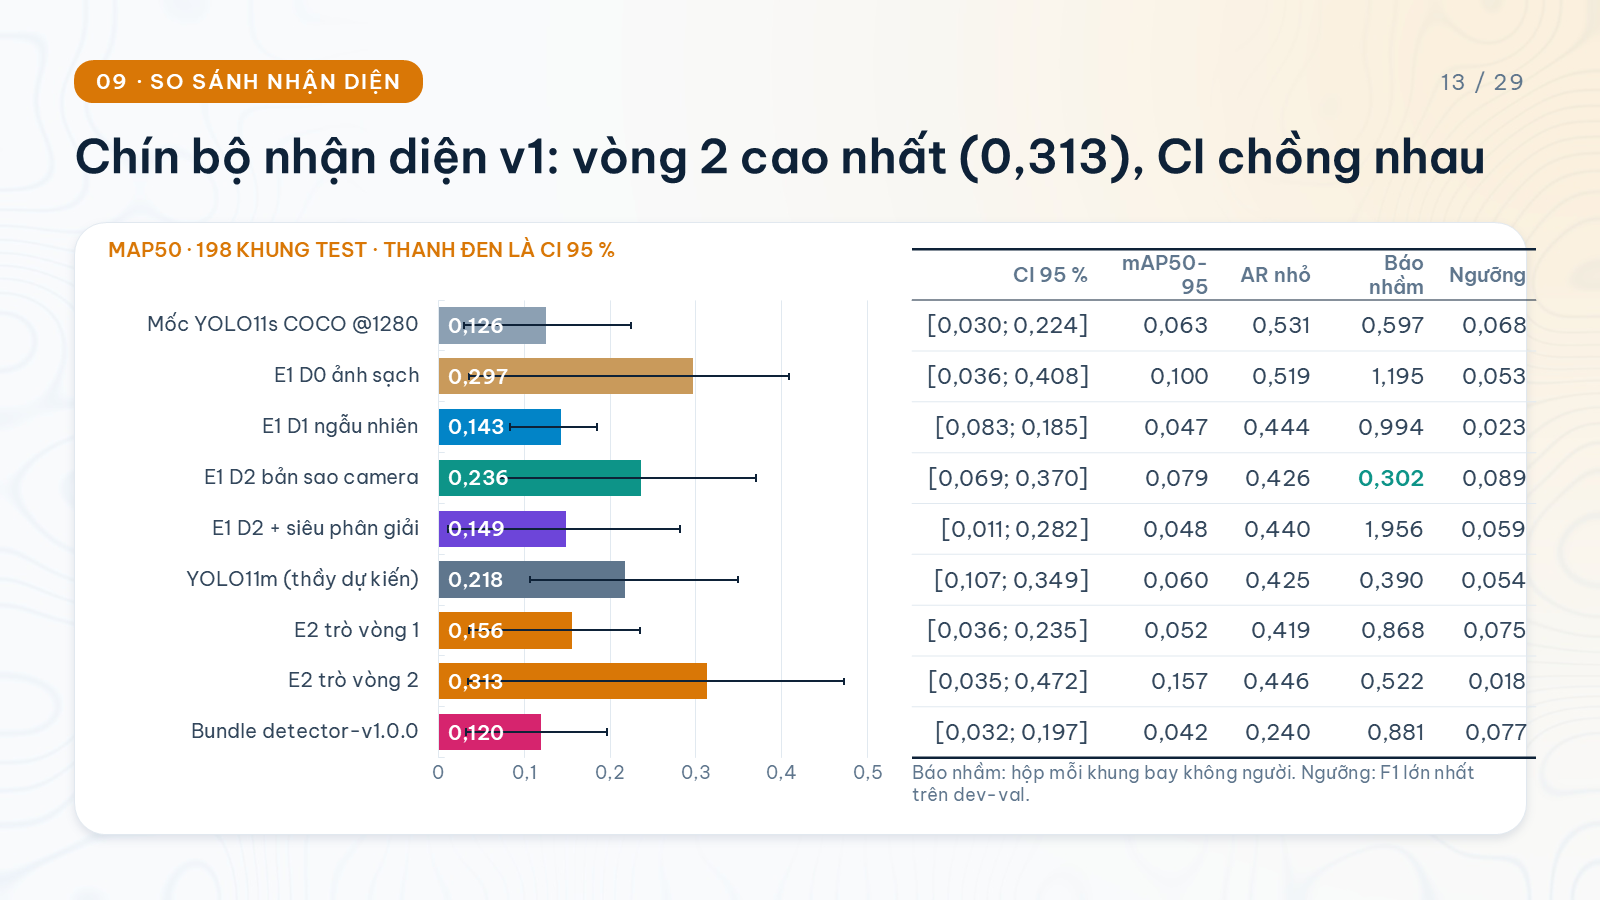 09 · SO SÁNH NHẬN DIỆN
13 / 29
Chín bộ nhận diện v1: vòng 2 cao nhất (0,313), CI chồng nhau
MAP50 · 198 KHUNG TEST · THANH ĐEN LÀ CI 95 %
Mốc YOLO11s COCO @1280 0,126
E1 D0 ảnh sạch 0,297
E1 D1 ngẫu nhiên 0,143
E1 D2 bản sao camera 0,236
E1 D2 + siêu phân giải 0,149
YOLO11m (thầy dự kiến) 0,218
E2 trò vòng 1 0,156
E2 trò vòng 2 0,313
Bundle detector-v1.0.0 0,120
0 0,1 0,2 0,3 0,4 0,5
CI 95 % mAP50-95 AR nhỏ Báo nhầm Ngưỡng
[0,030; 0,224] 0,063 0,531 0,597 0,068
[0,036; 0,408] 0,100 0,519 1,195 0,053
[0,083; 0,185] 0,047 0,444 0,994 0,023
[0,069; 0,370] 0,079 0,426 0,302 0,089
[0,011; 0,282] 0,048 0,440 1,956 0,059
[0,107; 0,349] 0,060 0,425 0,390 0,054
[0,036; 0,235] 0,052 0,419 0,868 0,075
[0,035; 0,472] 0,157 0,446 0,522 0,018
[0,032; 0,197] 0,042 0,240 0,881 0,077
Báo nhầm: hộp mỗi khung bay không người. Ngưỡng: F1 lớn nhất
trên dev-val.